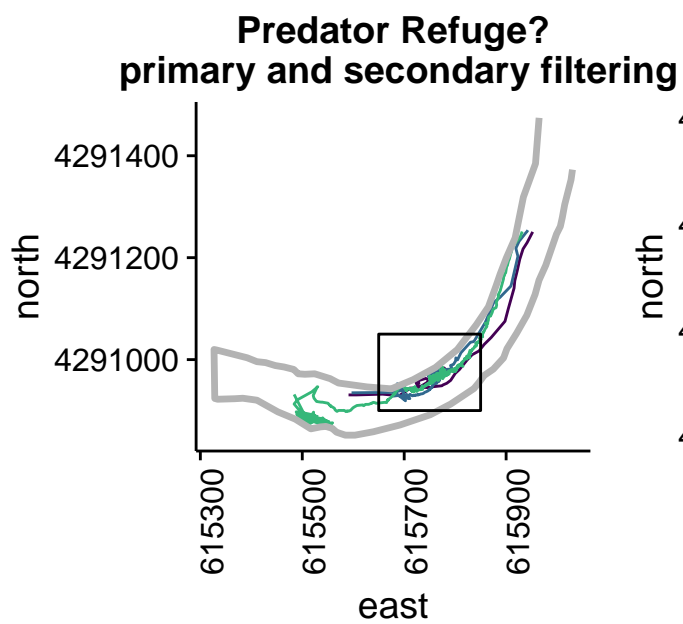 Predator Refuge?
primary and secondary filtering
4291400
4291200
4291000
north
615300
615500
615700
615900
east
north